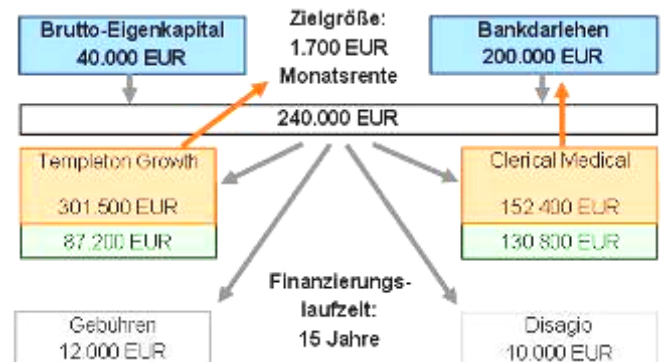 Brutto-Eigenkapital
40.000 EUR
Zielgröße:
1.700 EUR
Monatsrente
Bankdarlehen
200.000 EUR
240.000 EUR
Templeton Growth
301.500 EUR
87.200 EUR
Clerical Medical
152.400 EUR
130.800 EUR
Finanzierungs-
laufzeit:
15 Jahre
Gebühren
12.000 EUR
Disagio
10.000 EUR